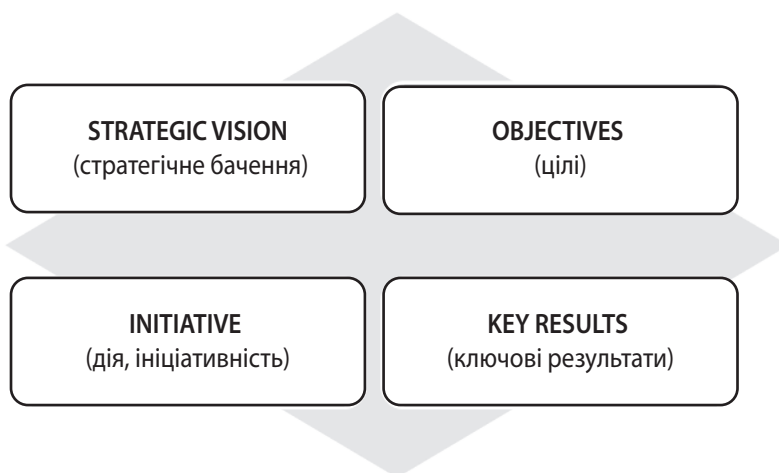 STRATEGIC VISION
(стратегічне бачення)
OBJECTIVES
(цілі)
INITIATIVE
(дія, ініціативність)
KEY RESULTS
(ключові результати)